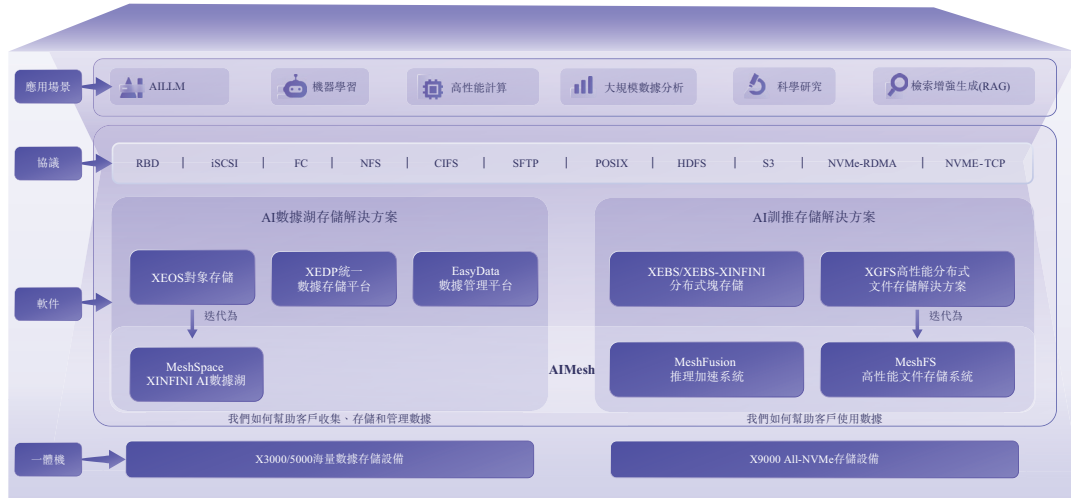 應用場景
AILLM
機器學習
高性能計算
大規模數據分析
科學研究
檢索增強生成(RAG)
協議
RBD | iSCSI | FC | NFS | CIFS | SFTP | POSIX | HDFS | S3 | NVMe-RDMA | NVME-TCP
軟件
AI數據湖存儲解決方案
XEOS對象存儲
XEDP統一
數據存儲平台
EasyData
數據管理平台
迭代為
MeshSpace
XINFINI AI數據湖
AIMesh
我們如何幫助客戶收集、存儲和管理數據
AI訓推存儲解決方案
XEBS/XEBS-XINFINI
分布式塊存儲
XGFS高性能分布式
文件存儲解決方案
迭代為
MeshFusion
推理加速系統
MeshFS
高性能文件存儲系統
我們如何幫助客戶使用數據
一體機
X3000/5000海量數據存儲設備
X9000 All-NVMe存儲設備